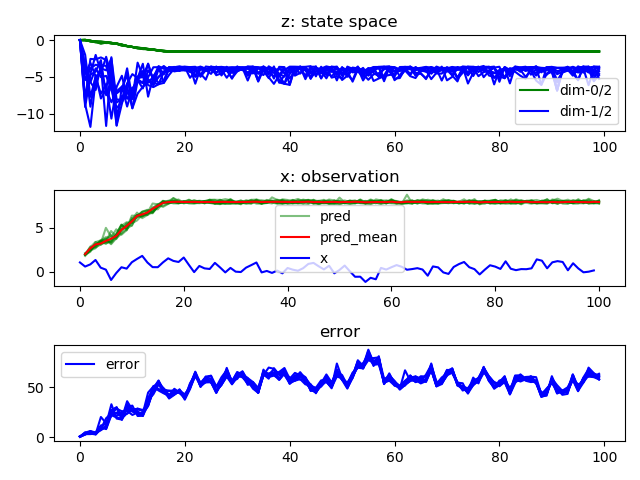 z: state space
0
−5
−10
dim-0/2
dim-1/2
0 20 40 60 80 100
x: observation
5
0
pred
pred_mean
x
0 20 40 60 80 100
error
50
0
error
0 20 40 60 80 100